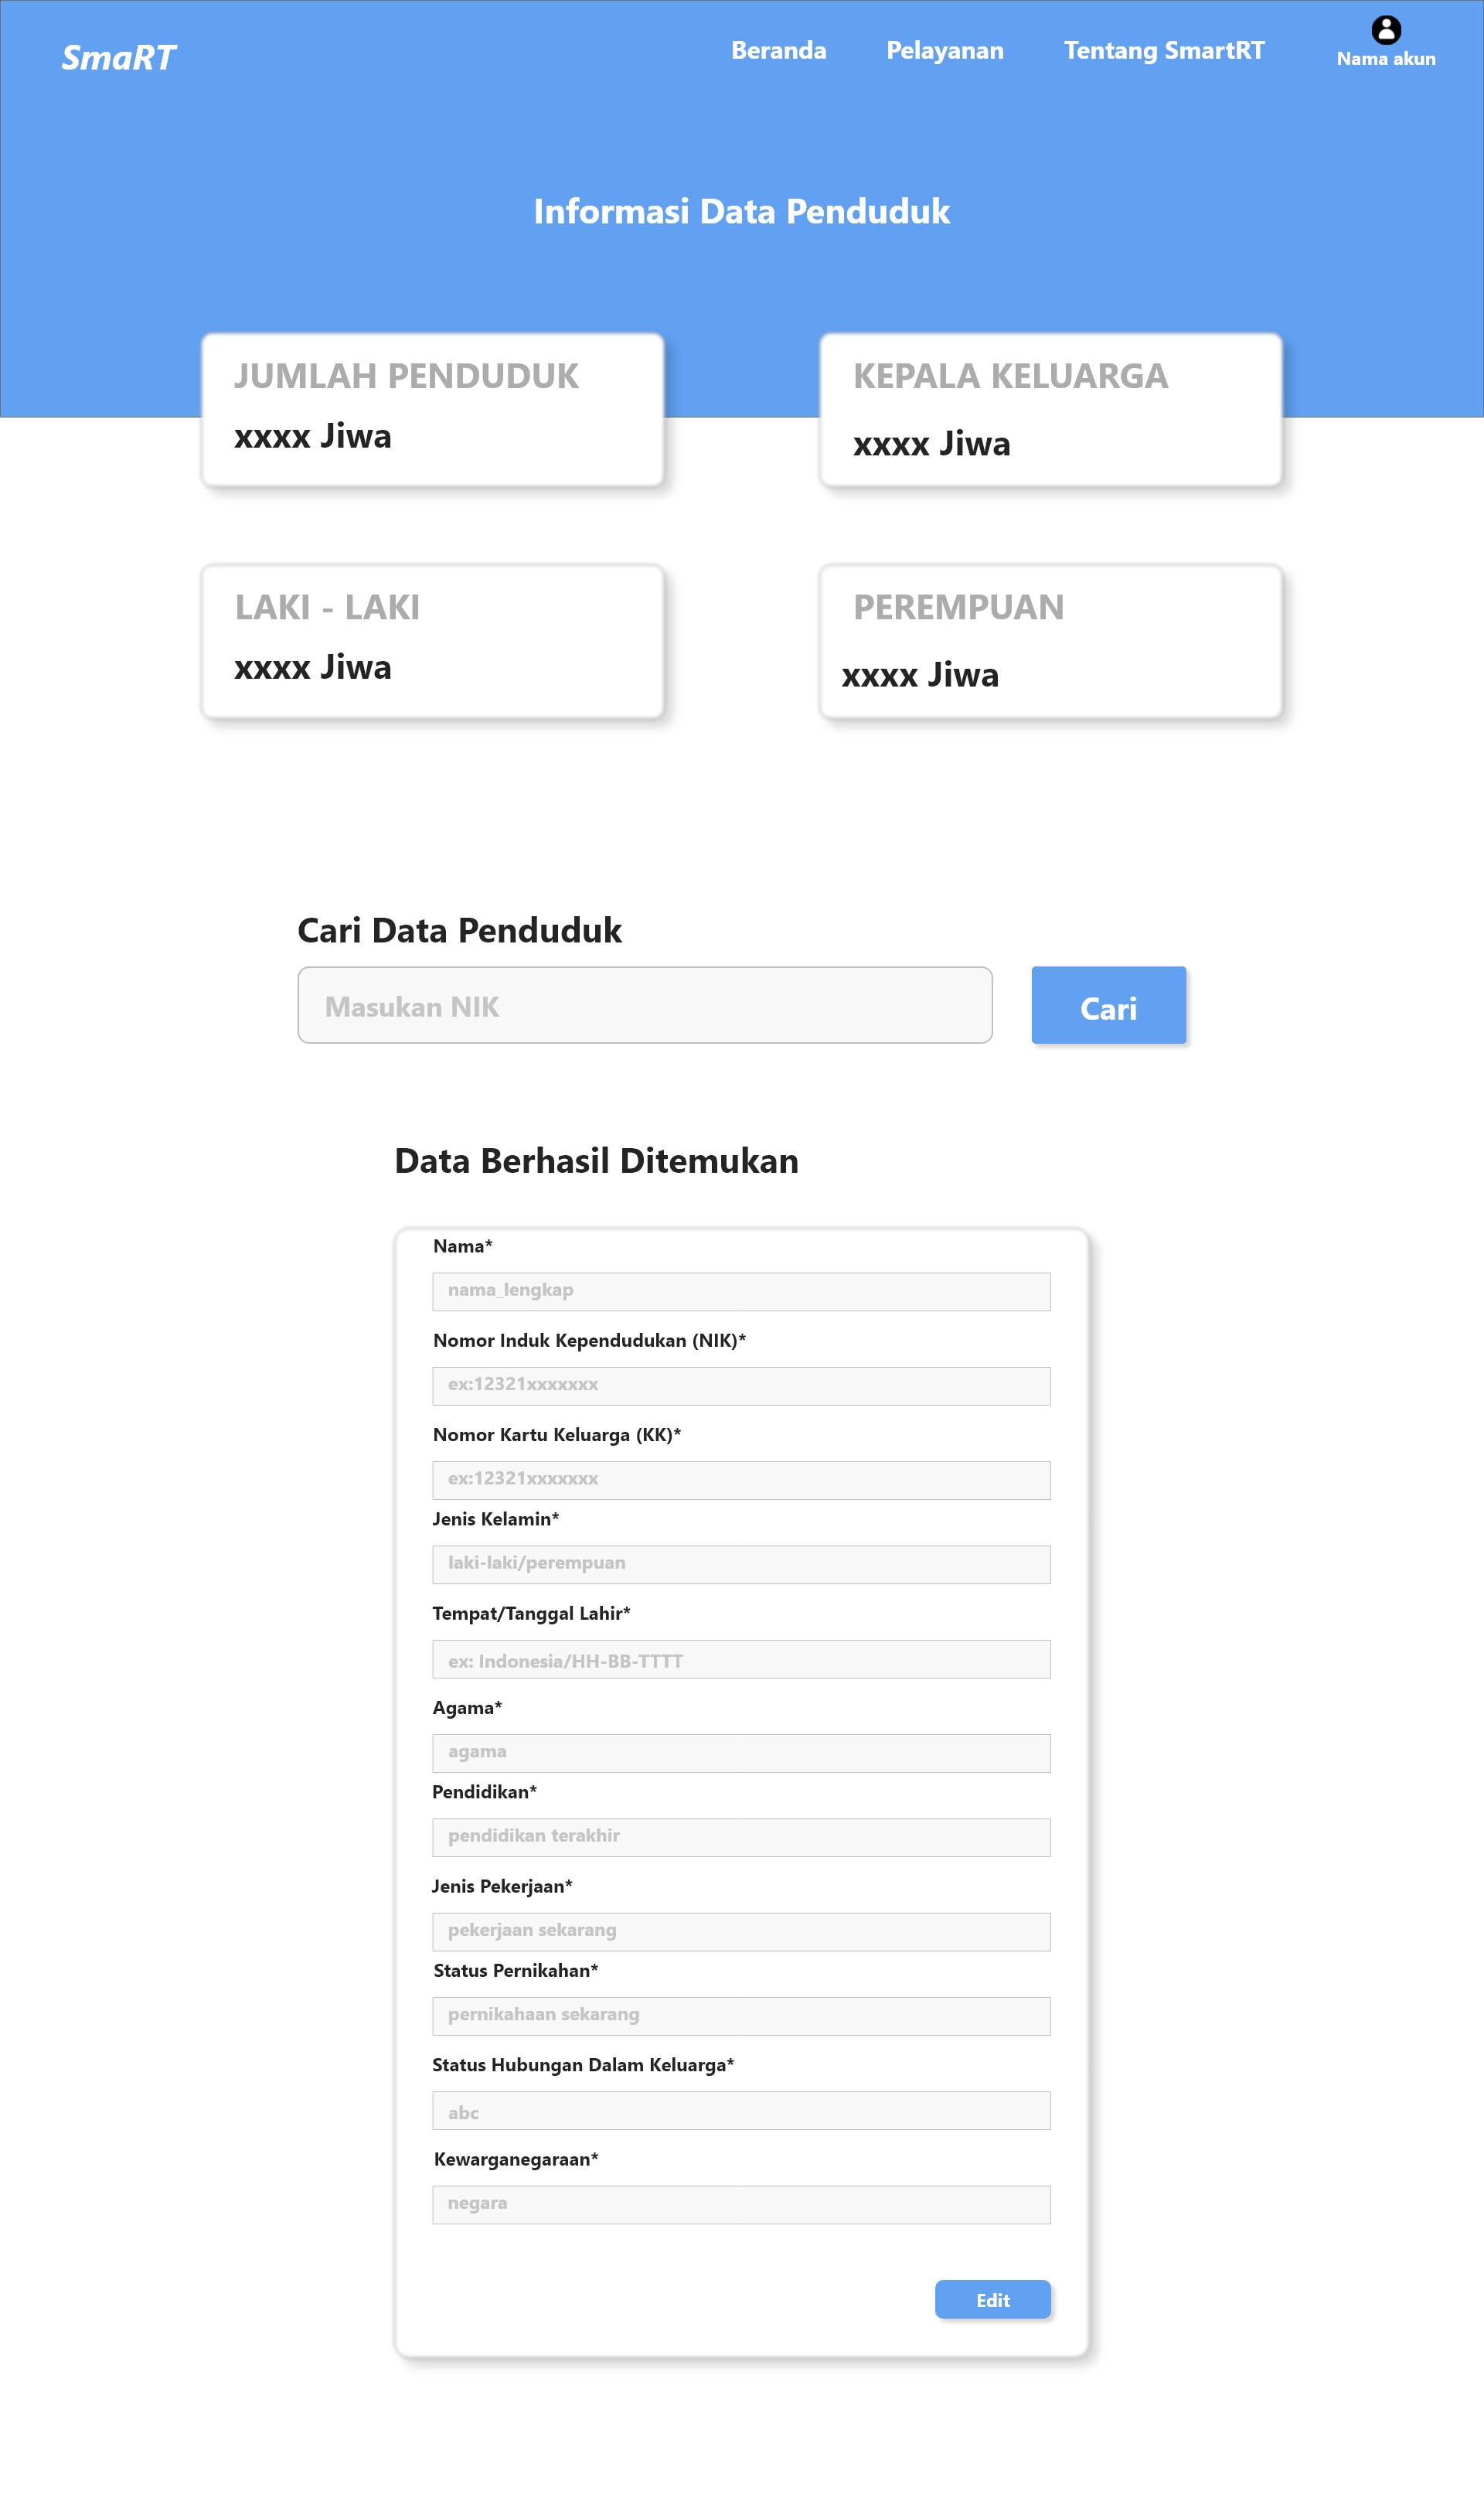 SmaRT
Beranda
Pelayanan
Tentang SmartRT
Nama akun
Informasi Data Penduduk
JUMLAH PENDUDUK
xxxx Jiwa
KEPALA KELUARGA
xxxx Jiwa
LAKI - LAKI
xxxx Jiwa
PEREMPUAN
xxxx Jiwa
Cari Data Penduduk
Masukan NIK
Cari
Data Berhasil Ditemukan
Nama*
nama_lengkap
Nomor Induk Kependudukan (NIK)*
ex:12321xxxxxxx
Nomor Kartu Keluarga (KK)*
ex:12321xxxxxxx
Jenis Kelamin*
laki-laki/perempuan
Tempat/Tanggal Lahir*
ex: Indonesia/HH-BB-TTTT
Agama*
agama
Pendidikan*
pendidikan terakhir
Jenis Pekerjaan*
pekerjaan sekarang
Status Pernikahan*
pernikahaan sekarang
Status Hubungan Dalam Keluarga*
abc
Kewarganegaraan*
negara
Edit